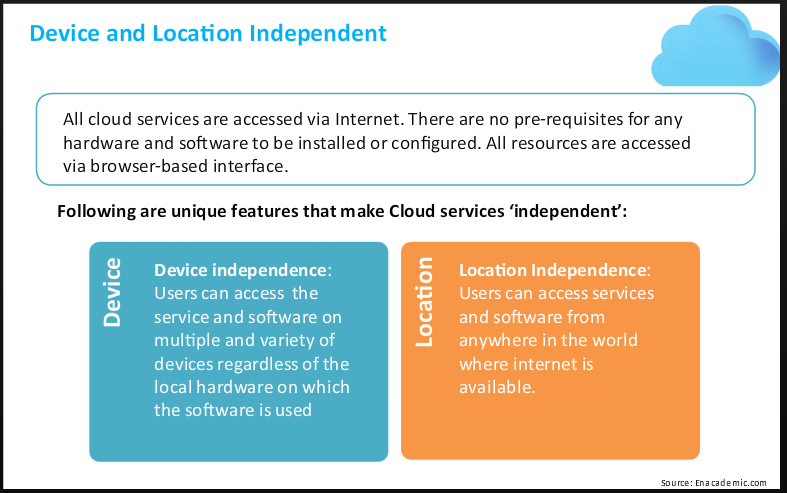 Device and Location Independent
All cloud services are accessed via Internet. There are no pre-requisites for any
hardware and software to be installed or configured. All resources are accessed
via browser-based interface.
Following are unique features that make Cloud services ‘independent’:
Device
Device independence:
Users can access the
service and software on
multiple and variety of
devices regardless of the
local hardware on which
the software is used
Location
Location Independence:
Users can access services
and software from
anywhere in the world
where internet is
available.
Source: Enacademic.com